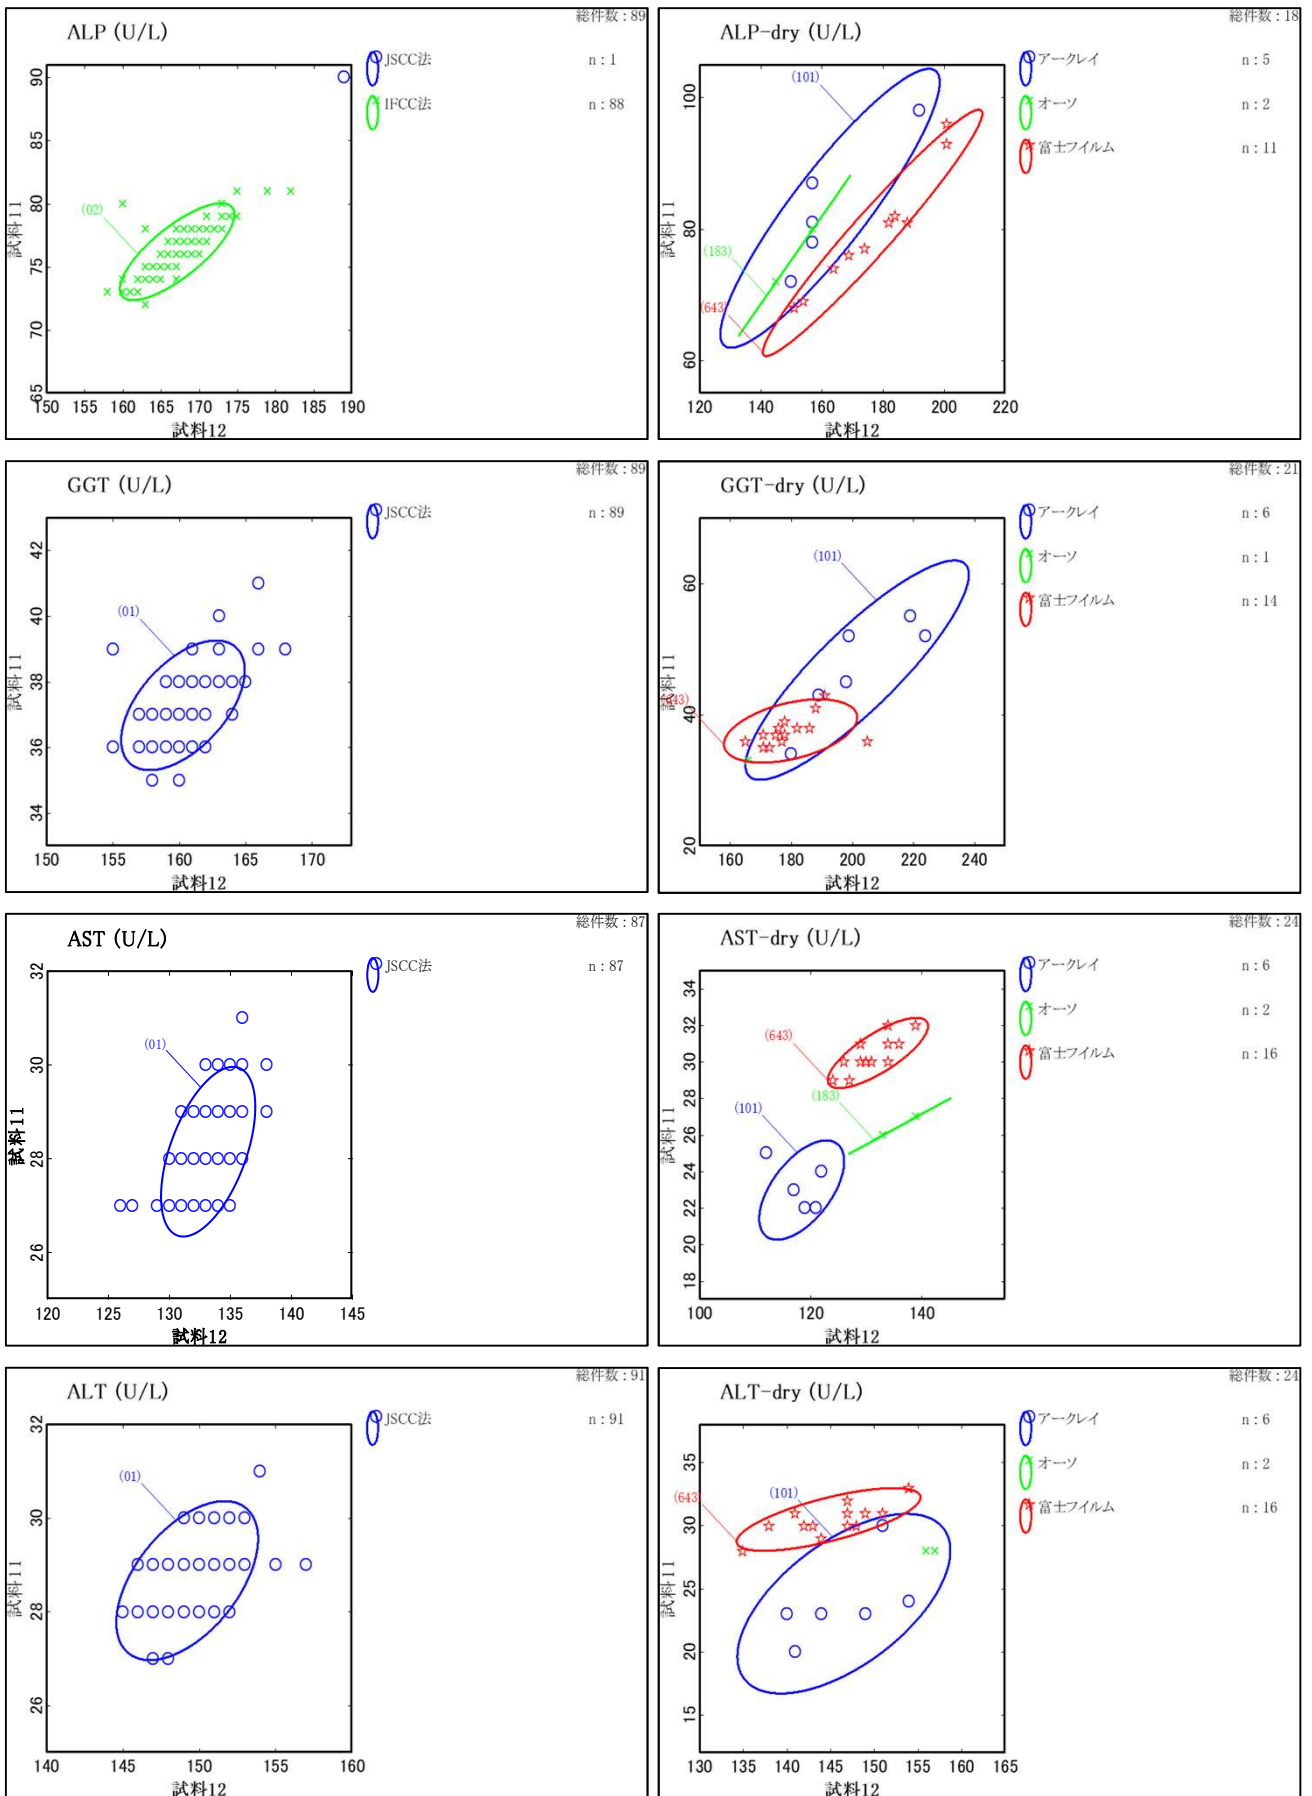 総件数 : 89
ALP (U/L)
JSCC法 n : 1
IFCC法 n : 88
(02)
試料11
90
85
80
75
70
65
150 155 160 165 170 175 180 185 190
試料12
総件数 : 18
ALP-dry (U/L)
アークレイ n : 5
オーソ n : 2
富士フイルム n : 11
(101)
(183)
(643)
試料11
100
80
60
120 140 160 180 200 220
試料12
総件数 : 89
GGT (U/L)
JSCC法 n : 89
(01)
試料11
42
40
38
36
34
150 155 160 165 170
試料12
総件数 : 21
GGT-dry (U/L)
アークレイ n : 6
オーソ n : 1
富士フイルム n : 14
(101)
(643)
試料11
60
40
20
160 180 200 220 240
試料12
総件数 : 87
AST (U/L)
JSCC法 n : 87
(01)
試料11
32
30
28
26
120 125 130 135 140 145
試料12
総件数 : 24
AST-dry (U/L)
アークレイ n : 6
オーソ n : 2
富士フイルム n : 16
(643)
(183)
(101)
試料11
34
32
30
28
26
24
22
20
18
100 120 140
試料12
総件数 : 91
ALT (U/L)
JSCC法 n : 91
(01)
試料11
32
30
28
26
140 145 150 155 160
試料12
総件数 : 24
ALT-dry (U/L)
アークレイ n : 6
オーソ n : 2
富士フイルム n : 16
(643)
(101)
試料11
35
30
25
20
15
130 135 140 145 150 155 160 165
試料12